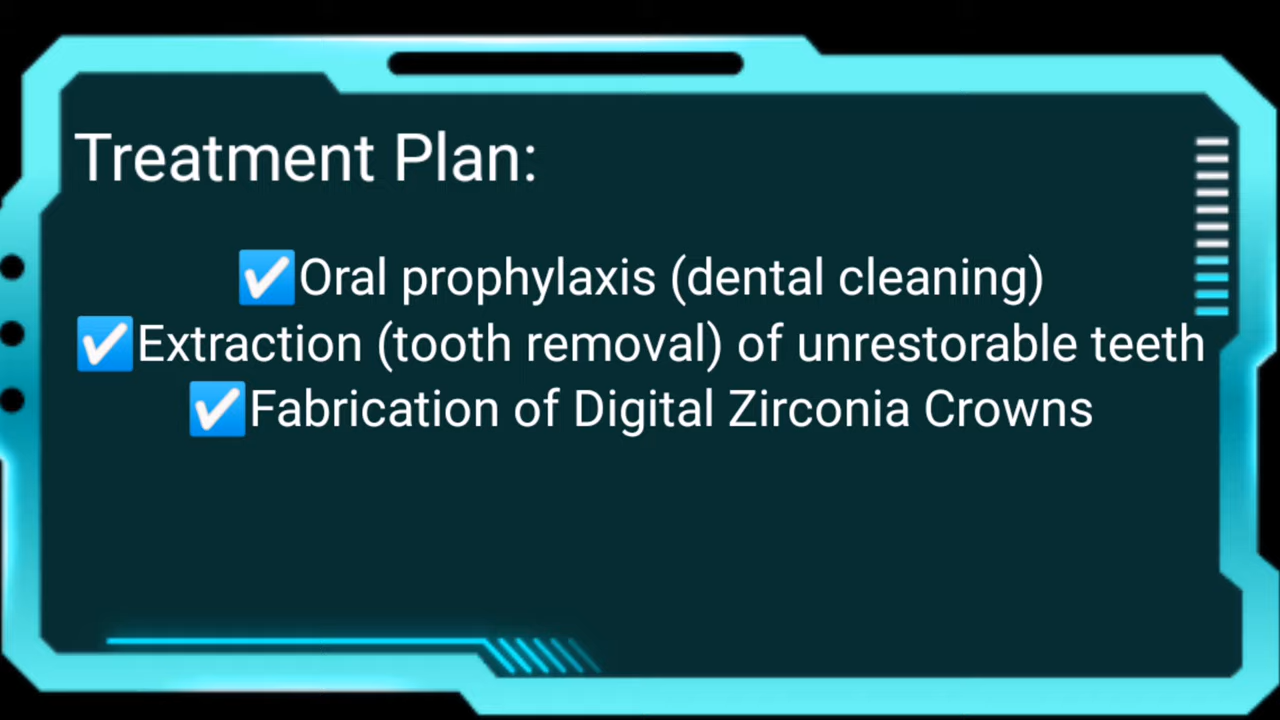 Treatment Plan:
✅Oral prophylaxis (dental cleaning)
✅Extraction (tooth removal) of unrestorable teeth
✅Fabrication of Digital Zirconia Crowns